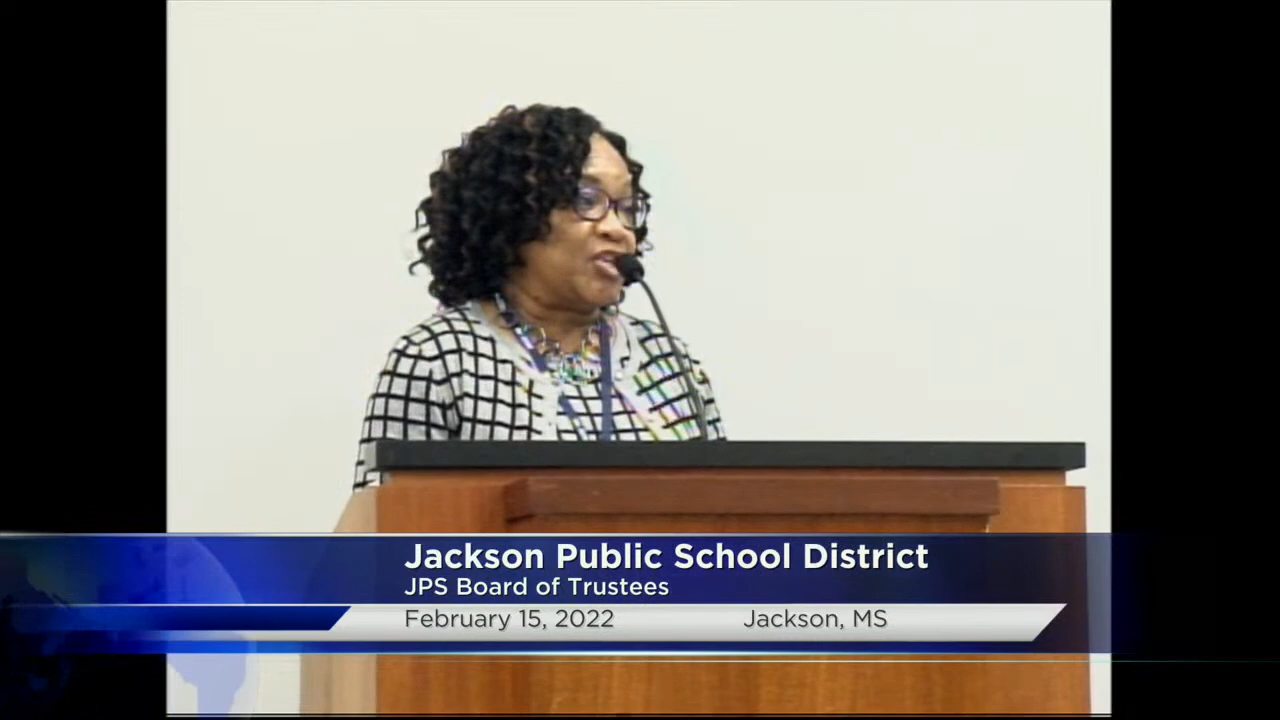 Jackson Public School District
JPS Board of Trustees
February 15, 2022 Jackson, MS